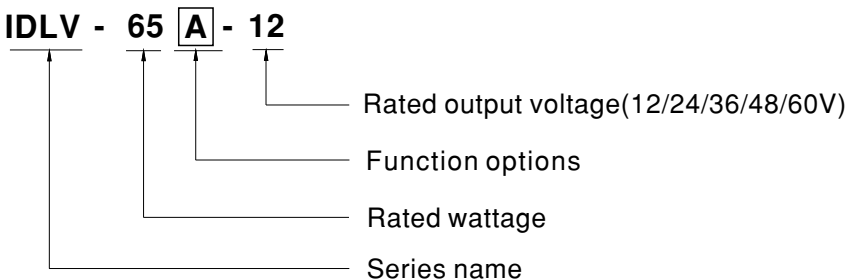 IDLV - 65 A - 12
Rated output voltage(12/24/36/48/60V)
Function options
Rated wattage
Series name